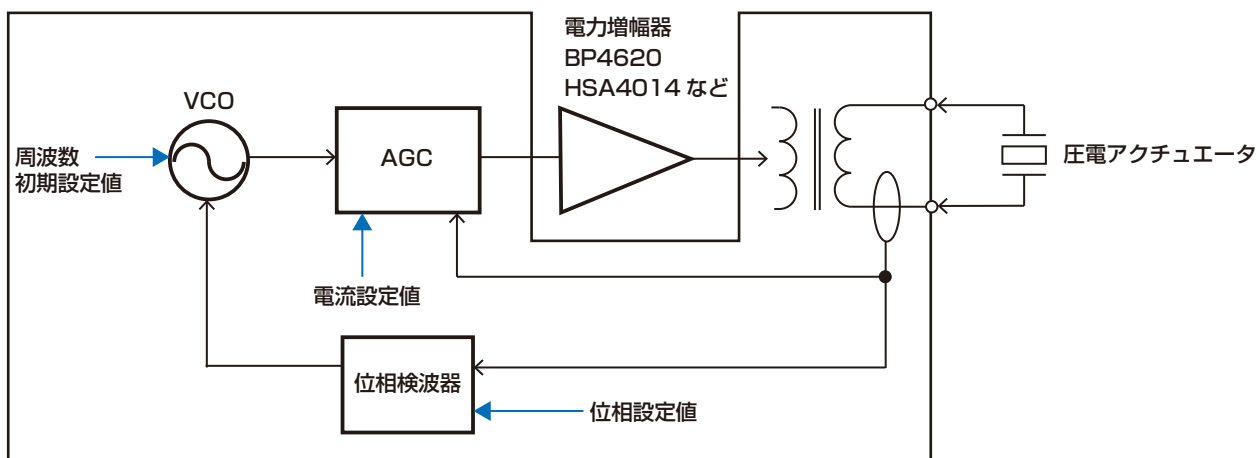 電力増幅器
BP4620
HSA4014 など
VCO
周波数
初期設定値
AGC
圧電アクチュエータ
電流設定値
位相検波器
位相設定値